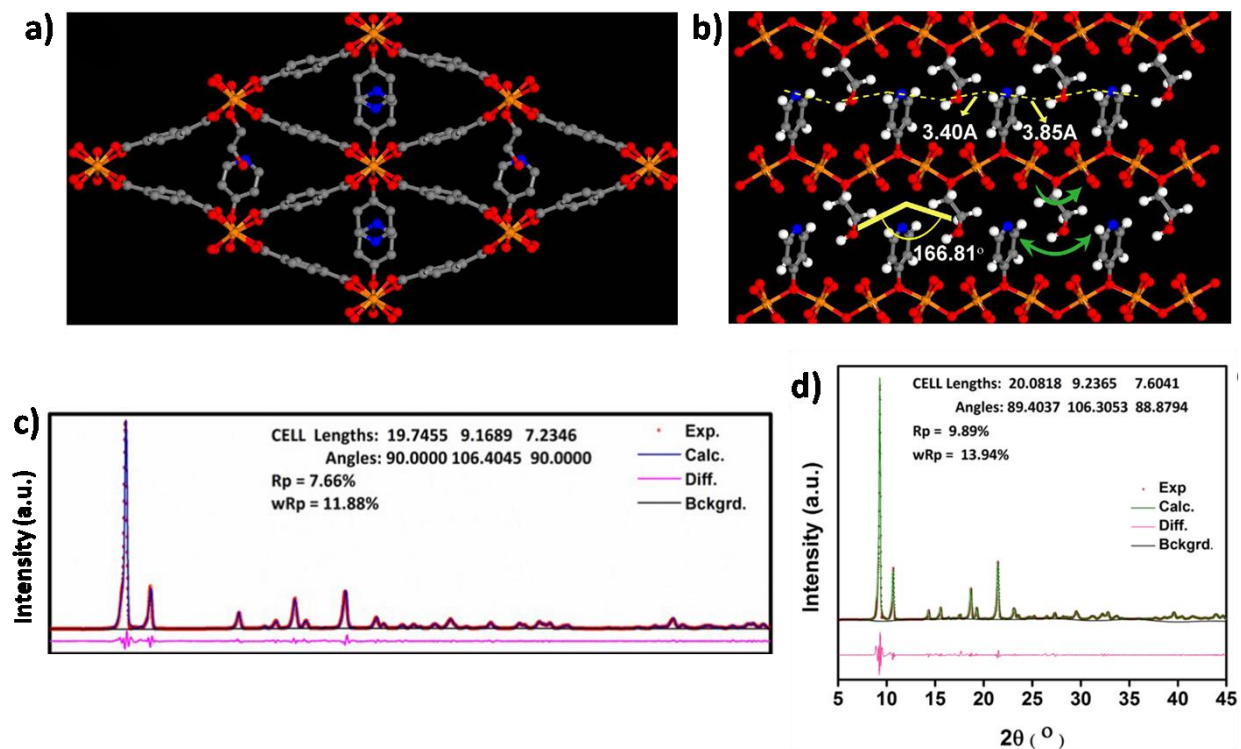 a)
b)
3.40A
3.85A
166.81°
c)
CELL Lengths: 19.7455 9.1689 7.2346
Angles: 90.0000 106.4045 90.0000
Rp = 7.66%
wRp = 11.88%
Exp.
Calc.
Diff.
Bckgrd.
Intensity (a.u.)
d)
CELL Lengths: 20.0818 9.2365 7.6041
Angles: 89.4037 106.3053 88.8794
Rp = 9.89%
wRp = 13.94%
Exp
Calc.
Diff.
Bckgrd.
Intensity (a.u.)
5 10 15 20 25 30 35 40 45
2θ ( O )